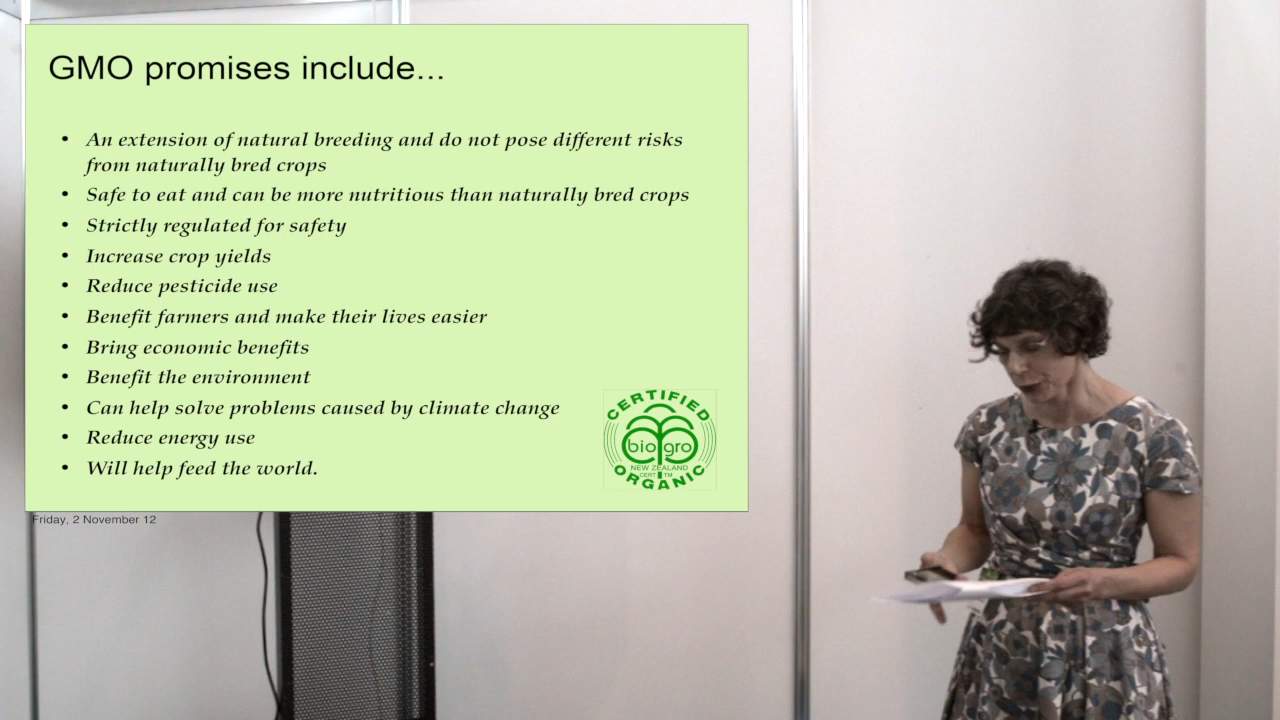 GMO promises include...
• An extension of natural breeding and do not pose different risks
from naturally bred crops
• Safe to eat and can be more nutritious than naturally bred crops
• Strictly regulated for safety
• Increase crop yields
• Reduce pesticide use
• Benefit farmers and make their lives easier
• Bring economic benefits
• Benefit the environment
• Can help solve problems caused by climate change
• Reduce energy use
• Will help feed the world.
CERTIFIED
bio gro
NEW ZEALAND
CERT TM
ORGANIC
Friday, 2 November 12